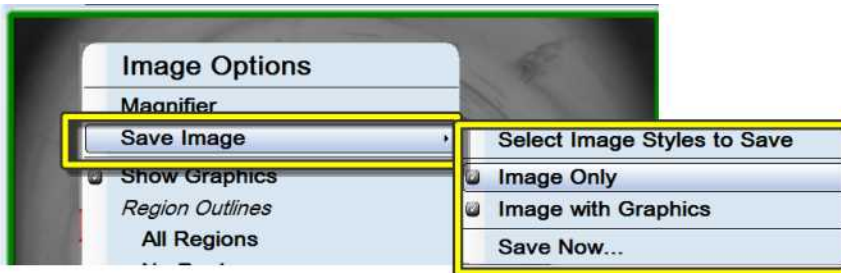 Image Options
Magnifier
Save Image
Show Graphics
Region Outlines
All Regions
Select Image Styles to Save
Image Only
Image with Graphics
Save Now...